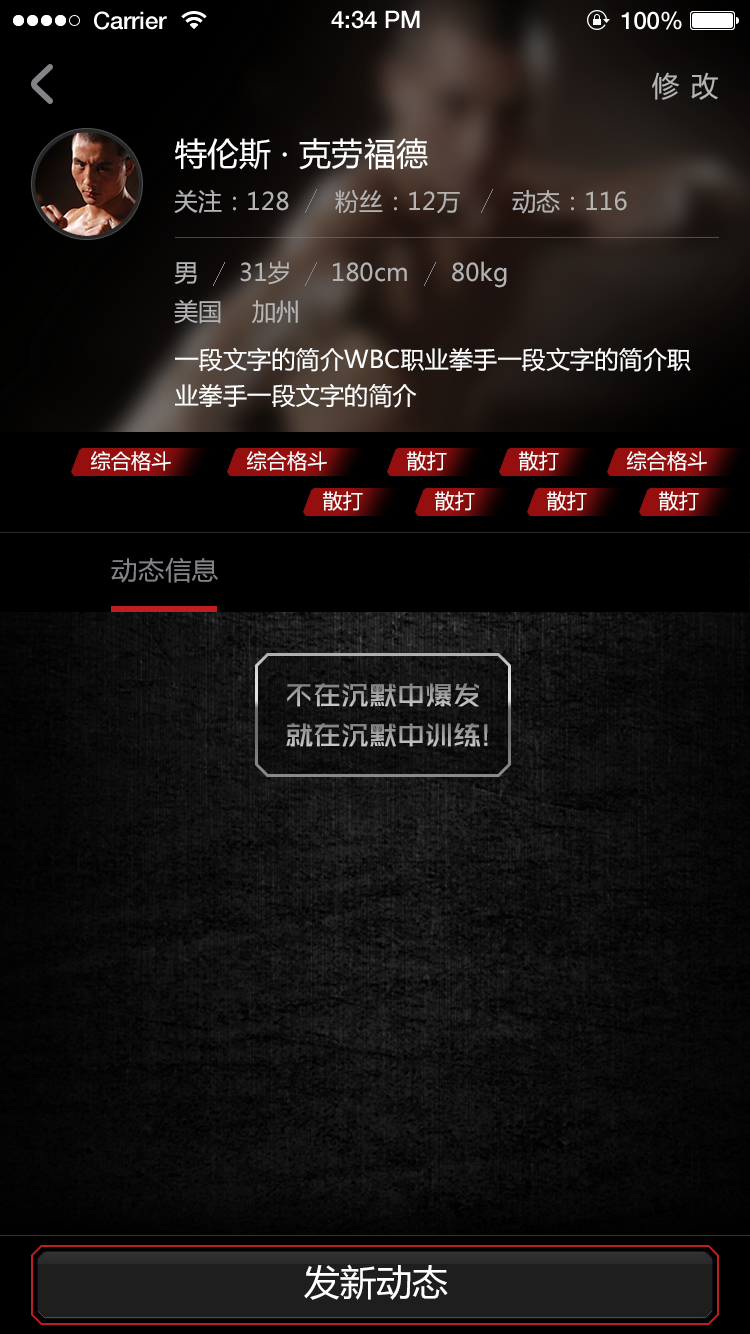 Carrier 4:34 PM 100%
修改
特伦斯·克劳福德
关注：128 / 粉丝：12万 / 动态：116
男 / 31岁 / 180cm / 80kg
美国 加州
一段文字的简介WBC职业拳手一段文字的简介职
业拳手一段文字的简介
综合格斗 综合格斗 散打 散打 综合格斗
散打 散打 散打 散打
动态信息
不在沉默中爆发
就在沉默中训练!
发新动态